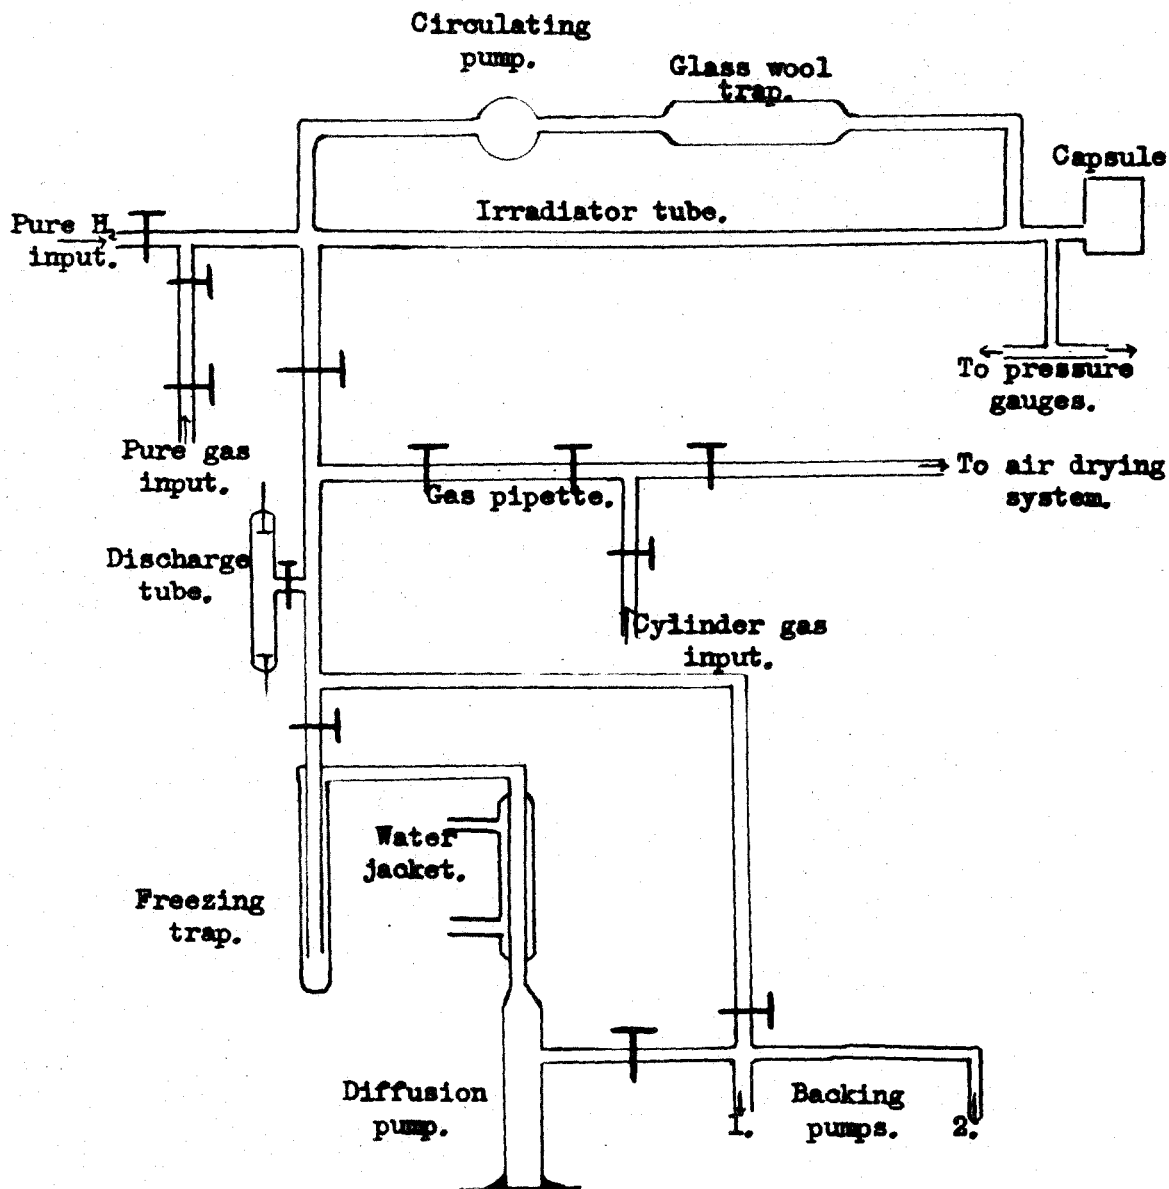 Circulating
pump.
Glass wool
trap.
Capsule
Pure H₂
input.
Irradiator tube.
To pressure
gauges.
Pure gas
input.
Gas pipette.
To air drying
system.
Discharge
tube.
Cylinder gas
input.
Water
jacket.
Freezing
trap.
Diffusion
pump.
Backing
pumps.
1.
2.